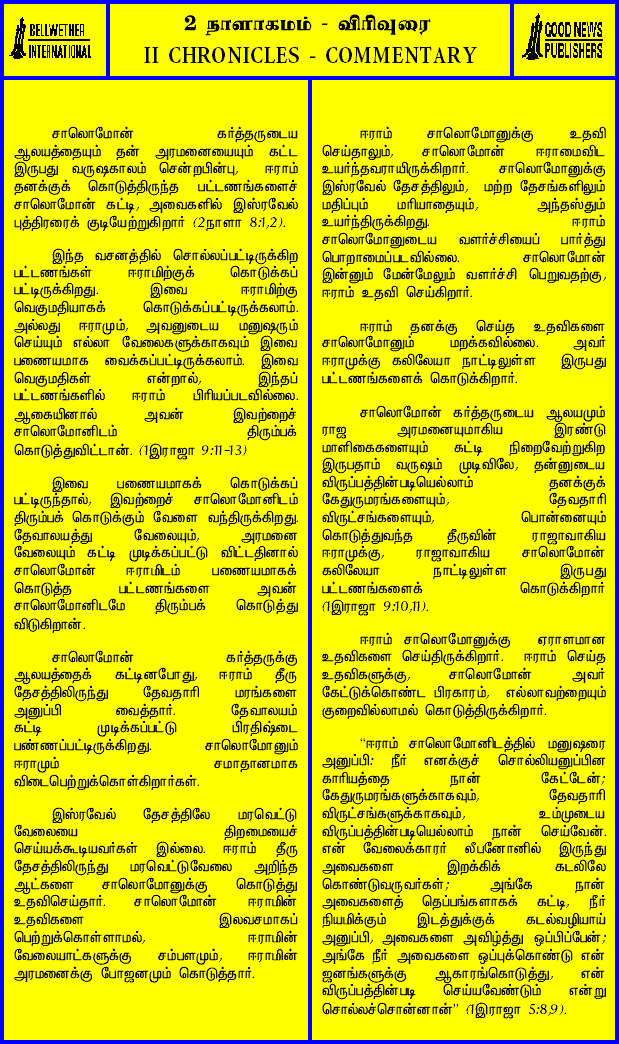 BELLWETHER
INTERNATIONAL
2 நாளாகமம் - விரிவுரை
II CHRONICLES - COMMENTARY
GOOD NEWS
PUBLISHERS
சாலொமோன் கர்த்தருடைய
ஆலயத்தையும் தன் அரமனையையும் கட்ட
இருபது வருஷகாலம் சென்றபின்பு, ஈராம்
தனக்குக் கொடுத்திருந்த பட்டணங்களைச்
சாலொமோன் கட்டி, அவைகளில் இஸ்ரவேல்
புத்திரரைக் குடியேற்றுகிறார் (2நாளா 8:1,2).
இந்த வசனத்தில் சொல்லப்பட்டிருக்கிற
பட்டணங்கள் ஈராமிற்குக் கொடுக்கப்
பட்டிருக்கிறது. இவை ஈராமிற்கு
வெகுமதியாகக் கொடுக்கப்பட்டிருக்கலாம்.
அல்லது ஈராமும், அவனுடைய மனுஷரும்
செய்யும் எல்லா வேலைகளுக்காகவும் இவை
பணையமாக வைக்கப்பட்டிருக்கலாம். இவை
வெகுமதிகள் என்றால், இந்தப்
பட்டணங்களில் ஈராம் பிரியப்படவில்லை.
ஆகையினால் அவன் இவற்றைச்
சாலொமோனிடம் திரும்பக்
கொடுத்துவிட்டான். (1இராஜா 9:11-13)
இவை பணையமாகக் கொடுக்கப்
பட்டிருந்தால், இவற்றைச் சாலொமோனிடம்
திரும்பக் கொடுக்கும் வேளை வந்திருக்கிறது.
தேவாலயத்து வேலையும், அரமனை
வேலையும் கட்டி முடிக்கப்பட்டு விட்டதினால்
சாலொமோன் ஈராமிடம் பணையமாகக்
கொடுத்த பட்டணங்களை அவன்
சாலொமோனிடமே திரும்பக் கொடுத்து
விடுகிறான்.
சாலொமோன் கர்த்தருக்கு
ஆலயத்தைக் கட்டினபோது, ஈராம் தீரு
தேசத்திலிருந்து தேவதாரி மரங்களை
அனுப்பி வைத்தார். தேவாலயம்
கட்டி முடிக்கப்பட்டு பிரதிஷ்டை
பண்ணப்பட்டிருக்கிறது. சாலொமோனும்
ஈராமும் சமாதானமாக
விடைபெற்றுக்கொள்கிறார்கள்.
இஸ்ரவேல் தேசத்திலே மரவெட்டு
வேலையை திறமையைச்
செய்யக்கூடியவர்கள் இல்லை. ஈராம் தீரு
தேசத்திலிருந்து மரவெட்டுவேலை அறிந்த
ஆட்களை சாலொமோனுக்கு கொடுத்து
உதவிசெய்தார். சாலொமோன் ஈராமின்
உதவிகளை இலவசமாகப்
பெற்றுக்கொள்ளாமல், ஈராமின்
வேலையாட்களுக்கு சம்பளமும், ஈராமின்
அரமனைக்கு போஜனமும் கொடுத்தார்.
ஈராம் சாலொமோனுக்கு உதவி
செய்தாலும், சாலொமோன் ஈராமைவிட
உயர்ந்தவராயிருக்கிறார். சாலொமோனுக்கு
இஸ்ரவேல் தேசத்திலும், மற்ற தேசங்களிலும்
மதிப்பும் மரியாதையும், அந்தஸ்தும்
உயர்ந்திருக்கிறது. ஈராம்
சாலொமோனுடைய வளர்ச்சியைப் பார்த்து
பொறாமைப்படவில்லை. சாலொமோன்
இன்னும் மேன்மேலும் வளர்ச்சி பெறுவதற்கு,
ஈராம் உதவி செய்கிறார்.
ஈராம் தனக்கு செய்த உதவிகளை
சாலொமோனும் மறக்கவில்லை. அவர்
ஈராமுக்கு கலிலேயா நாட்டிலுள்ள இருபது
பட்டணங்களைக் கொடுக்கிறார்.
சாலொமோன் கர்த்தருடைய ஆலயமும்
ராஜ அரமனையுமாகிய இரண்டு
மாளிகைகளையும் கட்டி நிறைவேற்றுகிற
இருபதாம் வருஷம் முடிவிலே, தன்னுடைய
விருப்பத்தின்படியெல்லாம் தனக்குக்
கேதுருமரங்களையும், தேவதாரி
விருட்சங்களையும், பொன்னையும்
கொடுத்துவந்த தீருவின் ராஜாவாகிய
ஈராமுக்கு, ராஜாவாகிய சாலொமோன்
கலிலேயா நாட்டிலுள்ள இருபது
பட்டணங்களைக் கொடுக்கிறார்
(1இராஜா 9:10,11).
ஈராம் சாலொமோனுக்கு ஏராளமான
உதவிகளை செய்திருக்கிறார். ஈராம் செய்த
உதவிகளுக்கு, சாலொமோன் அவர்
கேட்டுக்கொண்ட பிரகாரம், எல்லாவற்றையும்
குறைவில்லாமல் கொடுத்திருக்கிறார்.
“ஈராம் சாலொமோனிடத்தில் மனுஷரை
அனுப்பி: நீர் எனக்குச் சொல்லியனுப்பின
காரியத்தை நான் கேட்டேன்;
கேதுருமரங்களுக்காகவும், தேவதாரி
விருட்சங்களுக்காகவும், உம்முடைய
விருப்பத்தின்படியெல்லாம் நான் செய்வேன்.
என் வேலைக்காரர் லீபனோனில் இருந்து
அவைகளை இறக்கிக் கடலிலே
கொண்டுவருவர்கள்; அங்கே நான்
அவைகளைத் தெப்பங்களாகக் கட்டி, நீர்
நியமிக்கும் இடத்துக்குக் கடல்வழியாய்
அனுப்பி, அவைகளை அவிழ்த்து ஒப்பிப்பேன்;
அங்கே நீர் அவைகளை ஒப்புக்கொண்டு என்
ஜனங்களுக்கு ஆகாரங்கொடுத்து, என்
விருப்பத்தின்படி செய்யவேண்டும் என்று
சொல்லச்சொன்னான்” (1இராஜா 5:8,9).